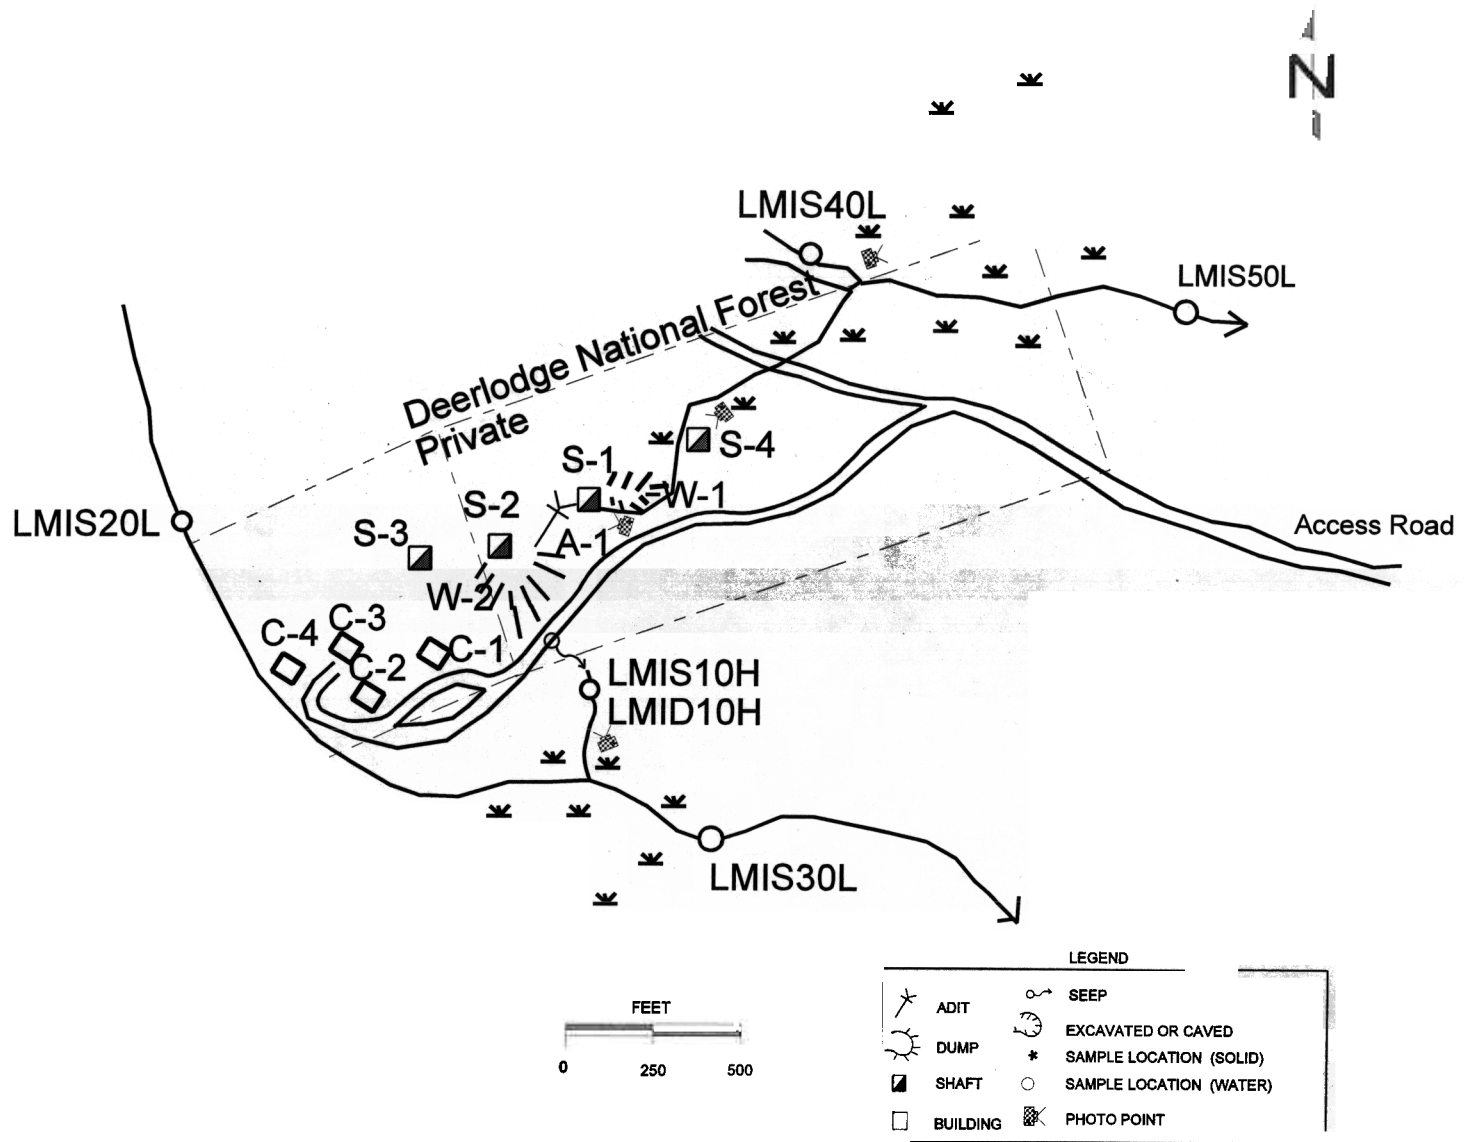 N
LMIS40L
LMIS50L
Deerlodge National Forest
Private
S-4
S-1
W-1
S-2
LMIS20L
Access Road
S-3
A-1
W-2
C-3
C-4
C-1
C-2
LMIS10H
LMID10H
LMIS30L
LEGEND
ADIT
SEEP
EXCAVATED OR CAVED
DUMP
SAMPLE LOCATION (SOLID)
SHAFT
SAMPLE LOCATION (WATER)
BUILDING
PHOTO POINT
FEET
0 250 500